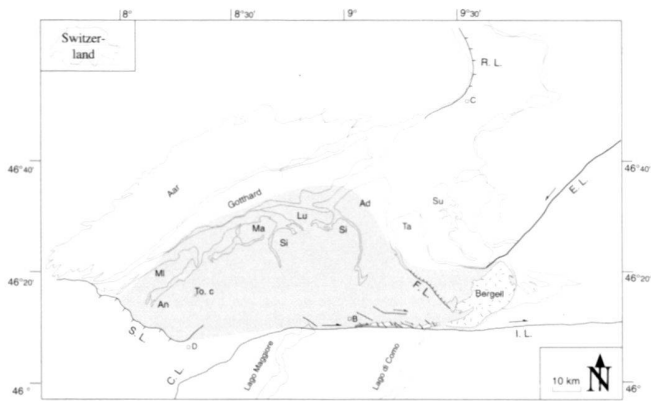 8° 8°30' 9° 9°30'
Switzer-
land
R. L.
C
46°40' 46°40'
Aar
E. L.
Gotthard
Ad
Su
Lu
Ma
Si
Ta
Si
MI
46°20' 46°20'
An
To. c
F. L.
Bergell
S. L.
B
D
I. L.
C. L.
Lago Maggiore
Lago di Como
10 km
N
46° 46°